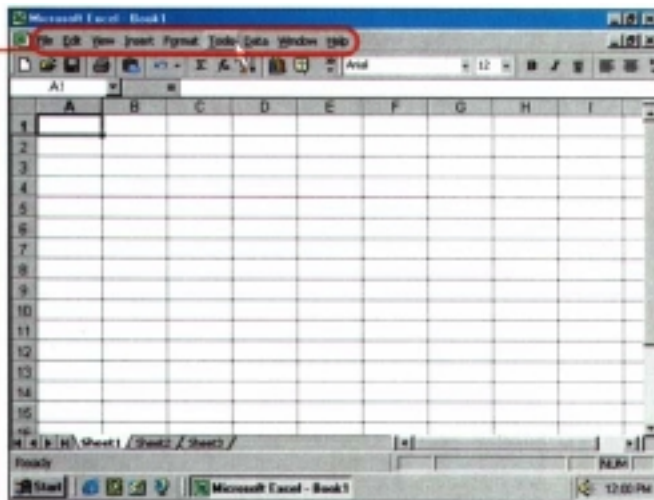 Microsoft Excel - Book1
File Edit View Insert Format Tools Data Window Help
Arial 12 B I U
A1 =
A B C D E F G H I
1
2
3
4
5
6
7
8
9
10
11
12
13
14
15
Sheet1 / Sheet2 / Sheet3 /
Ready NUM
Start Microsoft Excel - Book1 12:00 PM